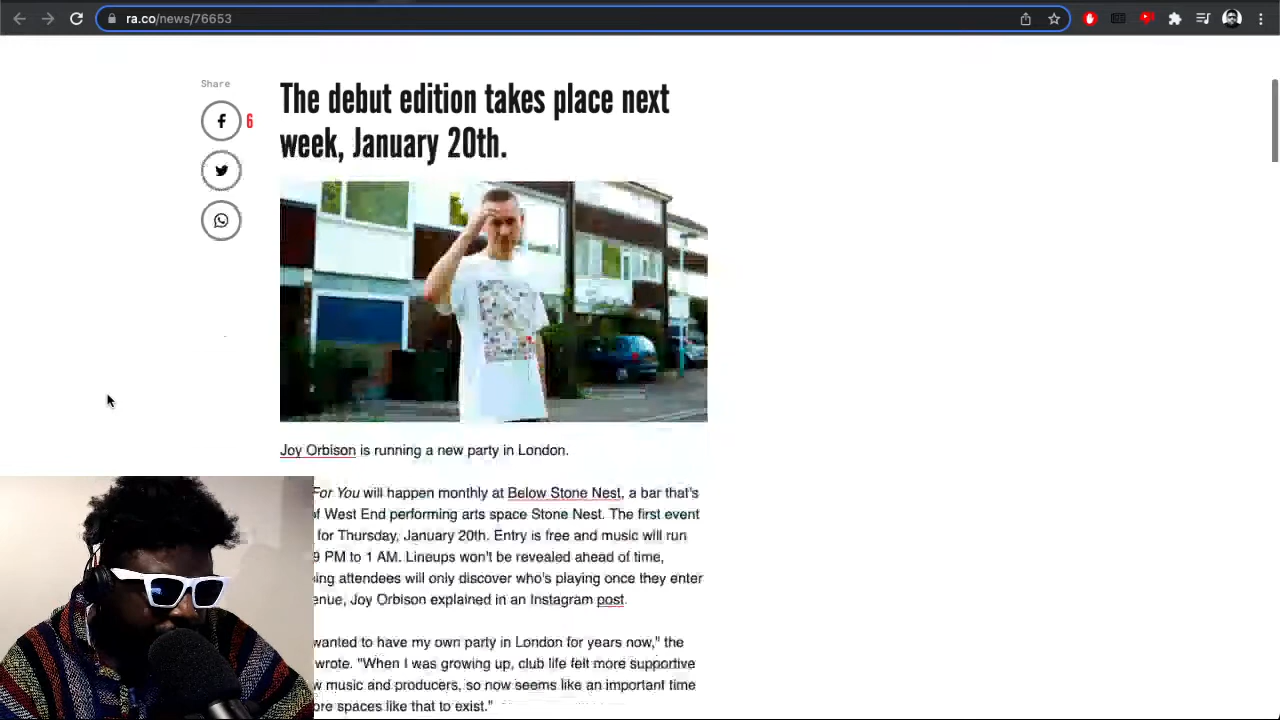 ra.co/news/76653
Share
6
The debut edition takes place next
week, January 20th.
Joy Orbison is running a new party in London.
For You will happen monthly at Below Stone Nest, a bar that's
of West End performing arts space Stone Nest. The first event
for Thursday, January 20th. Entry is free and music will run
9 PM to 1 AM. Lineups won't be revealed ahead of time,
ing attendees will only discover who's playing once they enter
enue, Joy Orbison explained in an Instagram post.
wanted to have my own party in London for years now," the
wrote. "When I was growing up, club life felt more supportive
w music and producers, so now seems like an important time
ore spaces like that to exist."